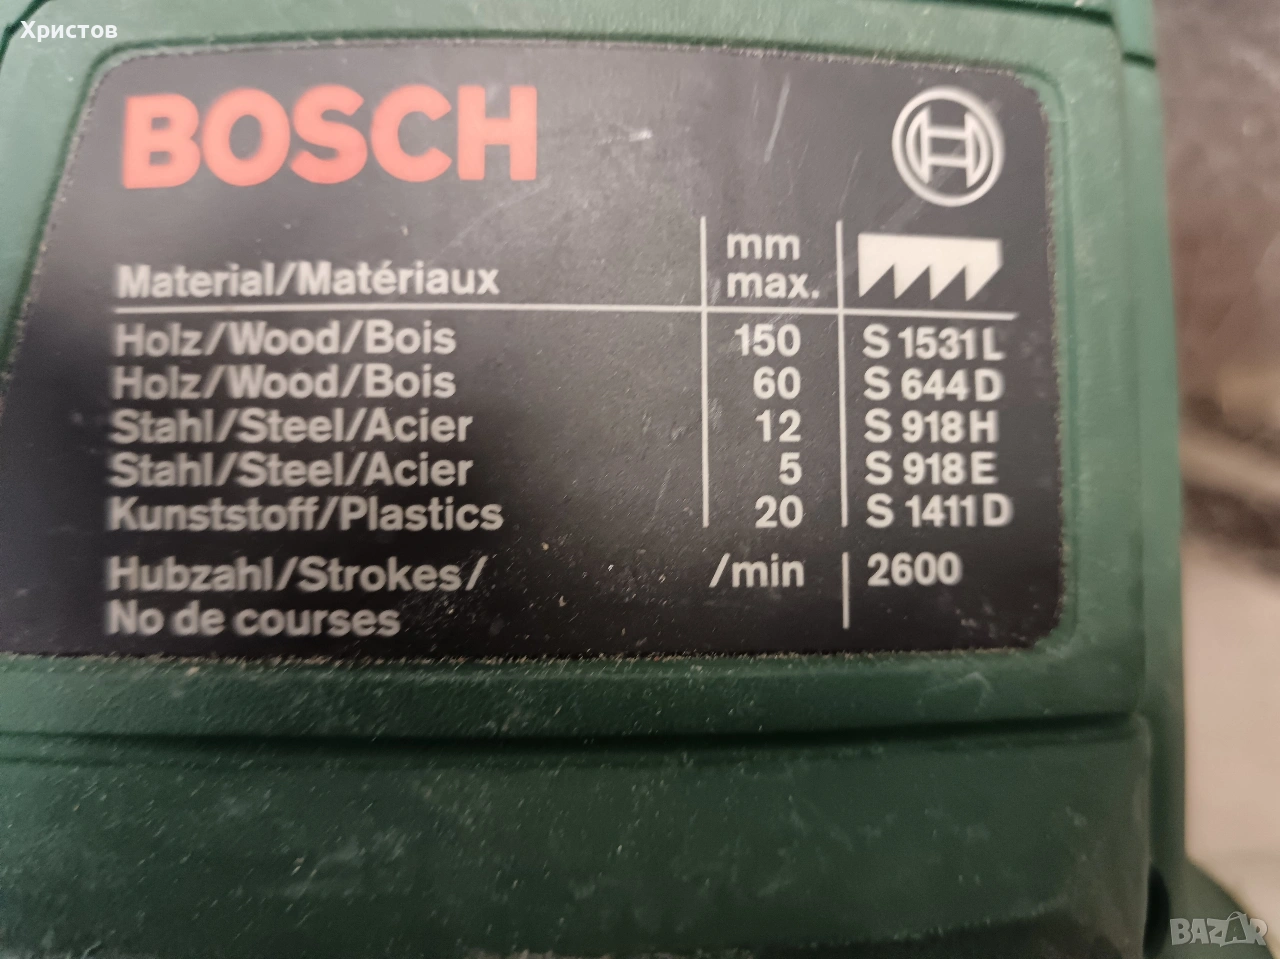 Христов
BOSCH
mm
Material/Matériaux max.
Holz/Wood/Bois 150 S 1531 L
Holz/Wood/Bois 60 S 644 D
Stahl/Steel/Acier 12 S 918 H
Stahl/Steel/Acier 5 S 918 E
Kunststoff/Plastics 20 S 1411 D
Hubzahl/Strokes/ /min 2600
No de courses
BAZAR